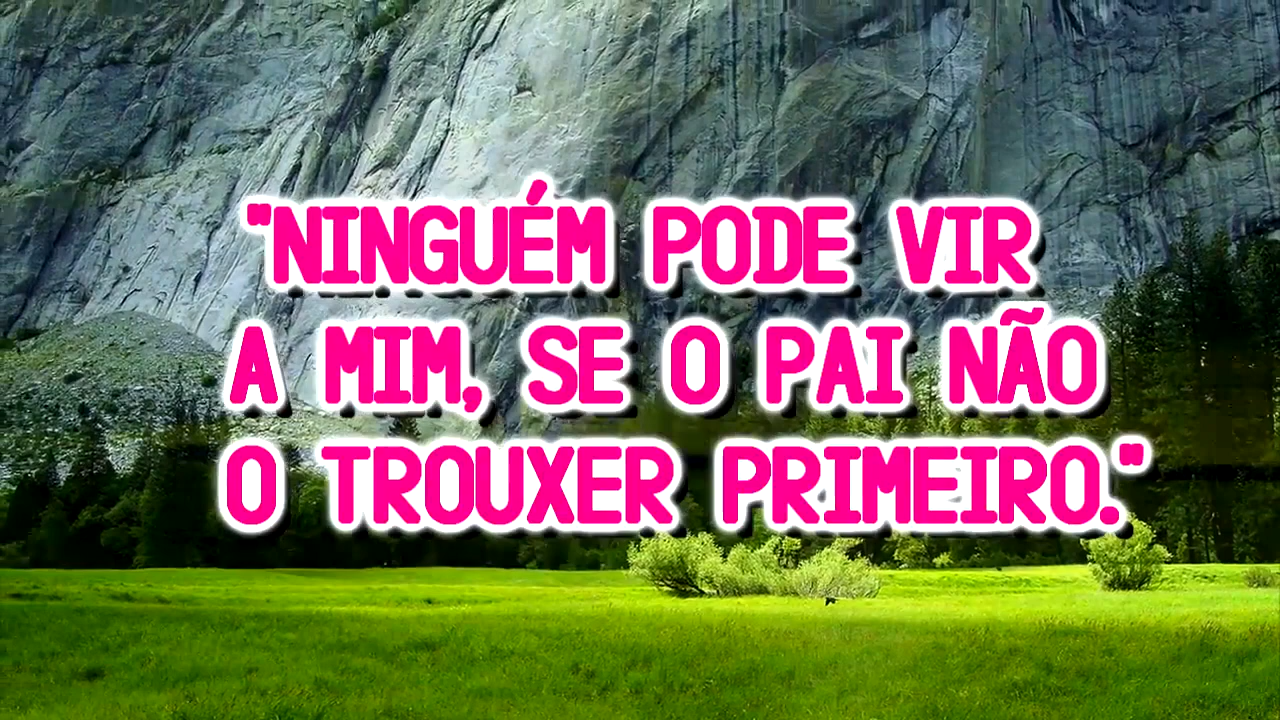 "NINGUÉM PODE VIR
A MIM, SE O PAI NÃO
O TROUXER PRIMEIRO."